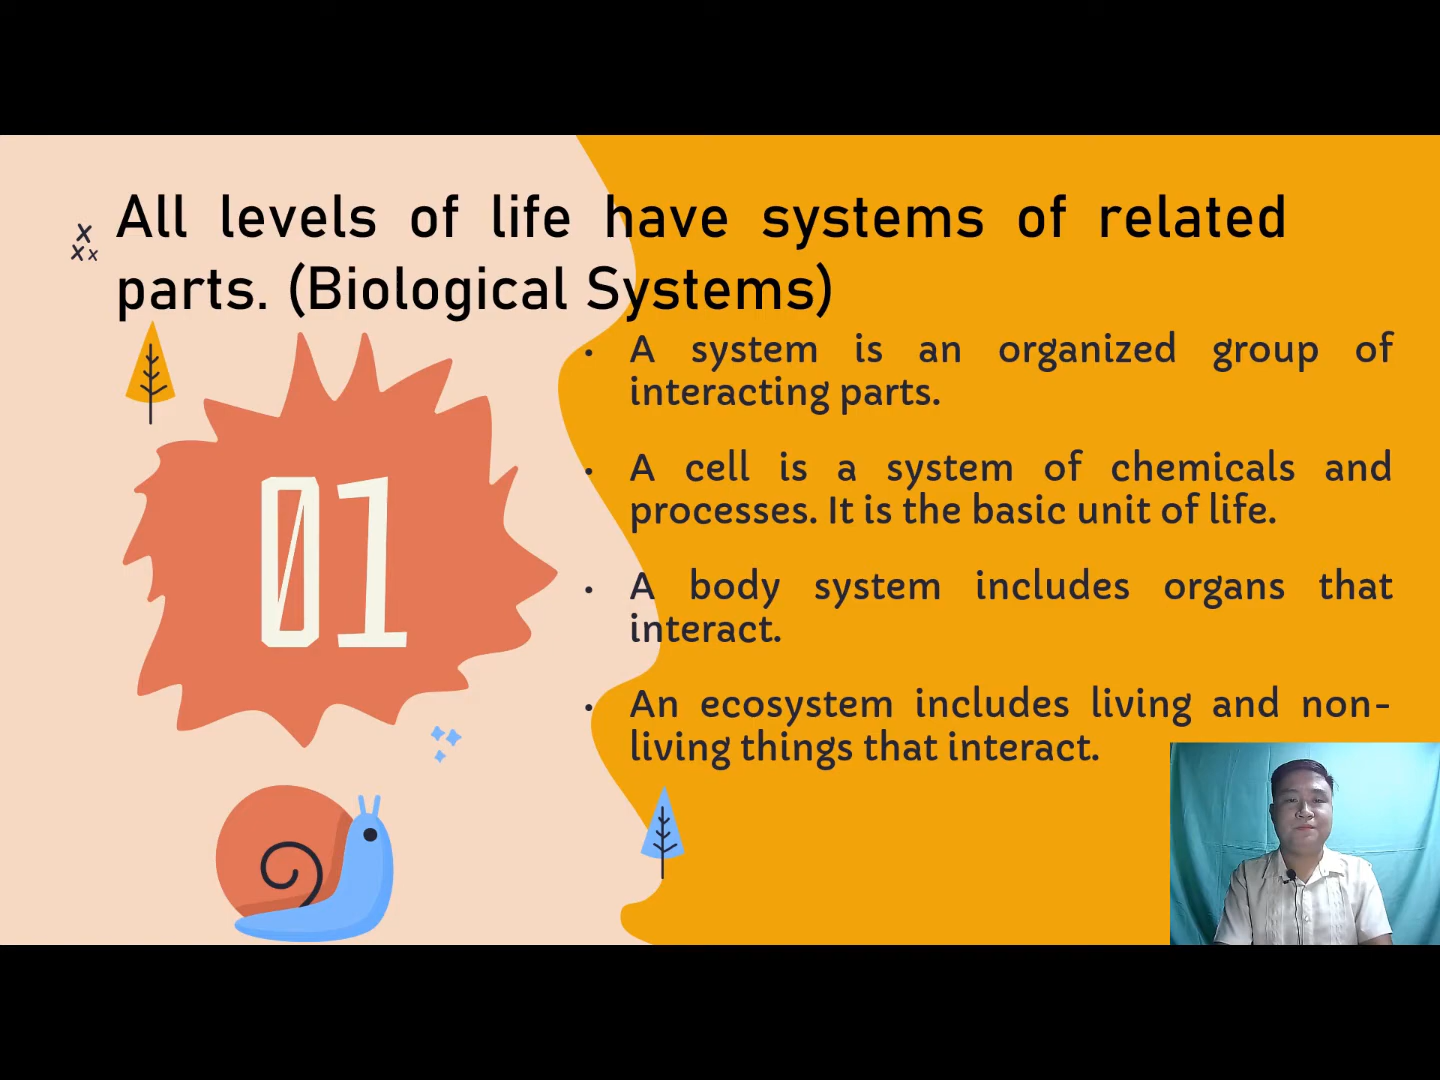 All levels of life have systems of related
parts. (Biological Systems)
• A system is an organized group of
interacting parts.
• A cell is a system of chemicals and
processes. It is the basic unit of life.
• A body system includes organs that
interact.
• An ecosystem includes living and non-
living things that interact.
01